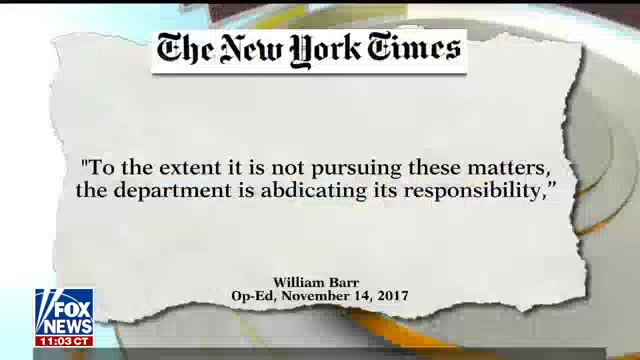 The New York Times
"To the extent it is not pursuing these matters,
the department is abdicating its responsibility,”
William Barr
Op-Ed, November 14, 2017
FOX
NEWS
11:03 CT